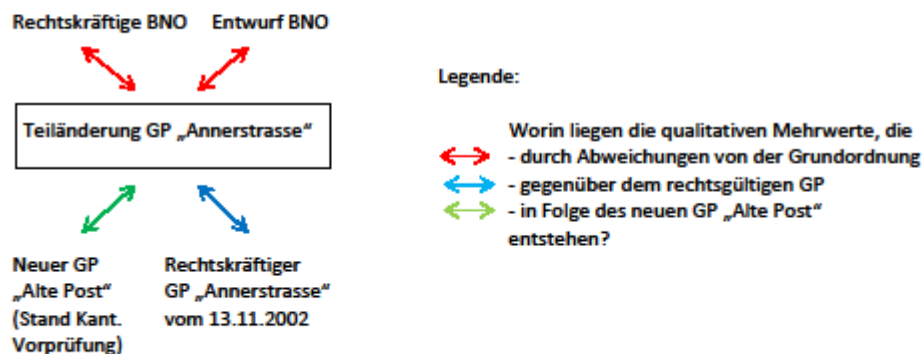 Rechtskräftige BNO Entwurf BNO
Teiländerung GP „Annerstrasse“
Neuer GP
„Alte Post“
(Stand Kant.
Vorprüfung)
Rechtskräftiger
GP „Annerstrasse“
vom 13.11.2002
Legende:
Worin liegen die qualitativen Mehrwerte, die
- durch Abweichungen von der Grundordnung
- gegenüber dem rechtsgültigen GP
- in Folge des neuen GP „Alte Post“
entstehen?